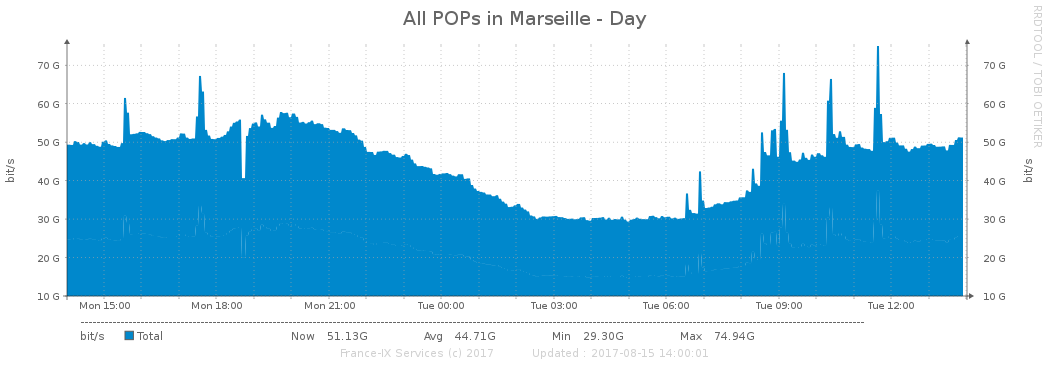 All POPs in Marseille - Day
RRDTOOL / TOBI OETIKER
70 G 70 G
60 G 60 G
50 G 50 G
40 G 40 G
30 G 30 G
20 G 20 G
10 G 10 G
bit/s bit/s
Mon 15:00 Mon 18:00 Mon 21:00 Tue 00:00 Tue 03:00 Tue 06:00 Tue 09:00 Tue 12:00
bit/s Total Now 51.13G Avg 44.71G Min 29.30G Max 74.94G
France-IX Services (c) 2017 Updated : 2017-08-15 14:00:01